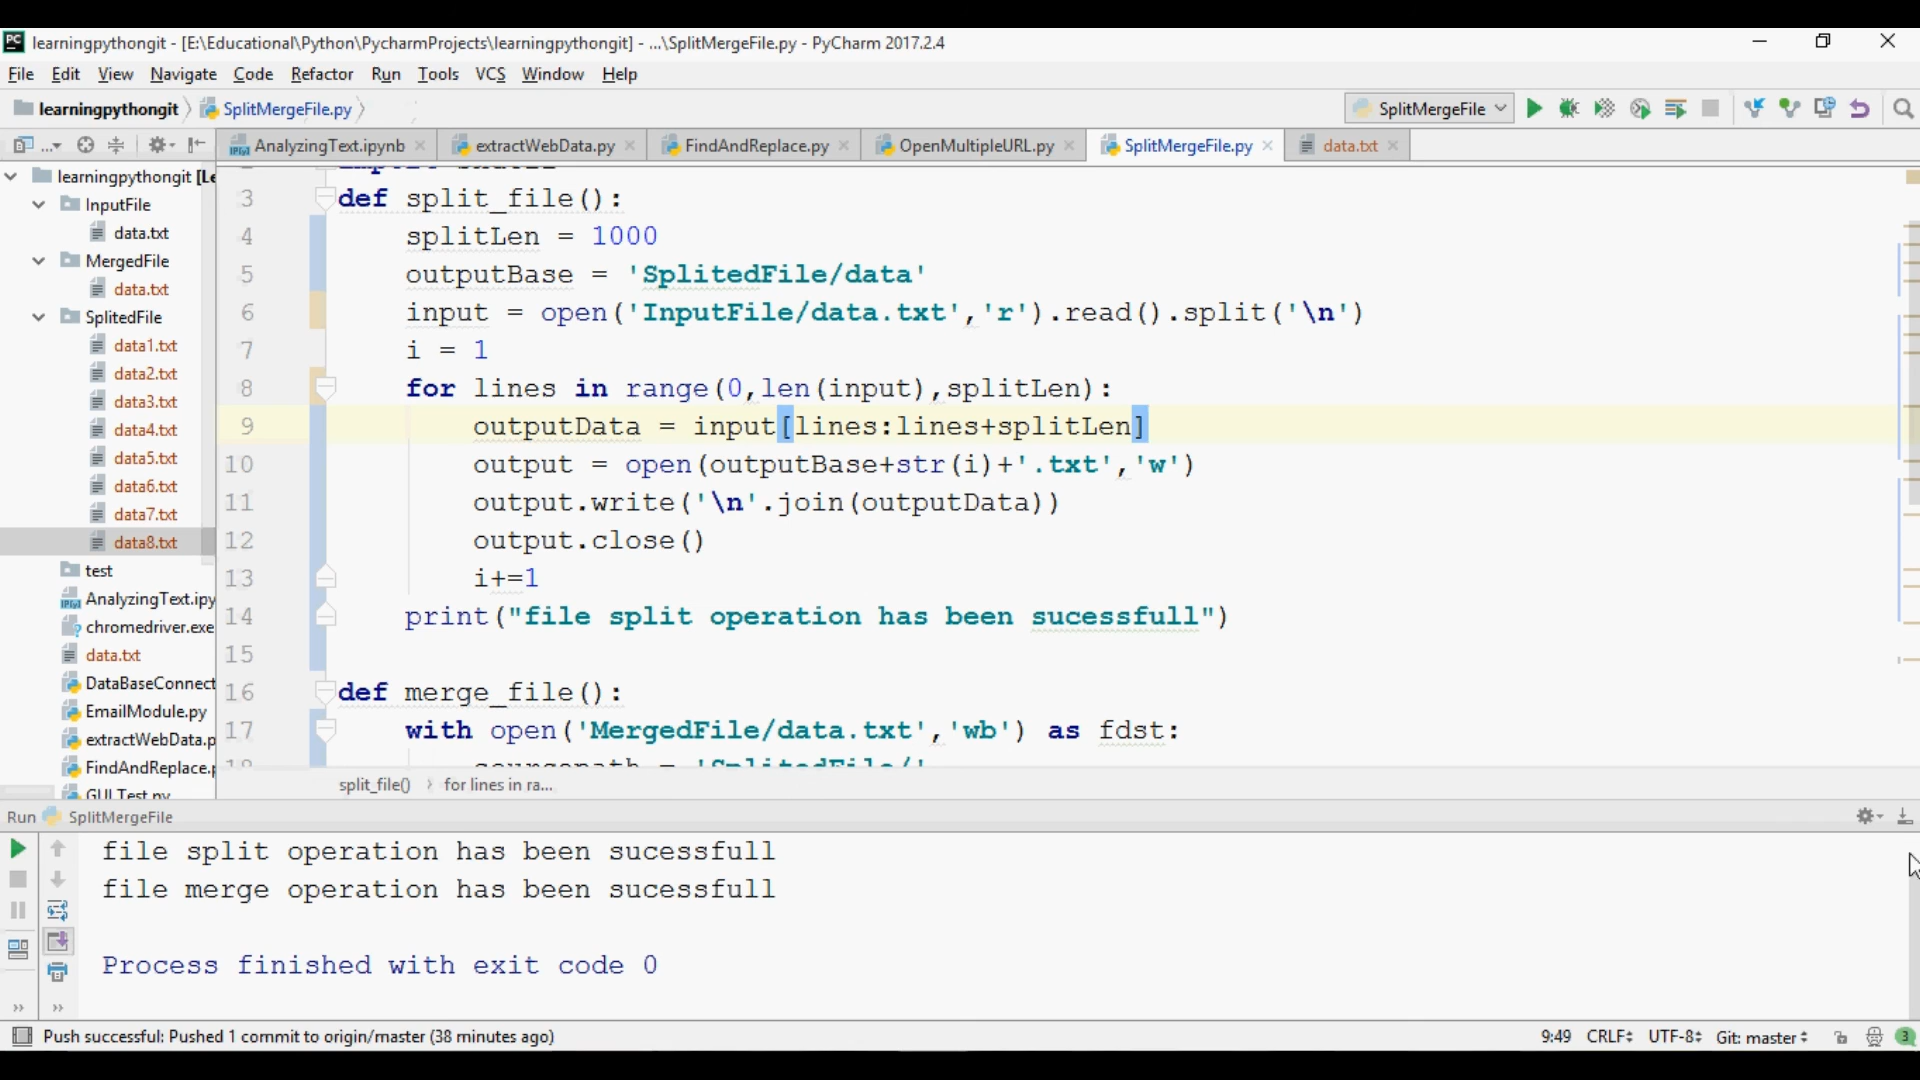 PC learningpythongit - [E:\Educational\Python\PycharmProjects\learningpythongit] - ...\SplitMergeFile.py - PyCharm 2017.2.4
File Edit View Navigate Code Refactor Run Tools VCS Window Help
learningpythongit SplitMergeFile.py SplitMergeFile
AnalyzingText.ipynb extractWebData.py FindAndReplace.py OpenMultipleURL.py SplitMergeFile.py data.txt
learningpythongit [Le
InputFile
data.txt
MergedFile
data.txt
SplitedFile
data1.txt
data2.txt
data3.txt
data4.txt
data5.txt
data6.txt
data7.txt
data8.txt
test
AnalyzingText.ipy
chromedriver.exe
data.txt
DataBaseConnect
EmailModule.py
extractWebData.p
FindAndReplace.p
GUITest.py
3 def split_file():
4 splitLen = 1000
5 outputBase = 'SplitedFile/data'
6 input = open('InputFile/data.txt','r').read().split('\n')
7 i = 1
8 for lines in range(0,len(input),splitLen):
9 outputData = input[lines:lines+splitLen]
10 output = open(outputBase+str(i)+'.txt','w')
11 output.write('\n'.join(outputData))
12 output.close()
13 i+=1
14 print("file split operation has been sucessfull")
15
16 def merge_file():
17 with open('MergedFile/data.txt','wb') as fdst:
split_file() for lines in ra...
Run SplitMergeFile
file split operation has been sucessfull
file merge operation has been sucessfull
Process finished with exit code 0
Push successful: Pushed 1 commit to origin/master (38 minutes ago) 9:49 CRLF UTF-8 Git: master 3